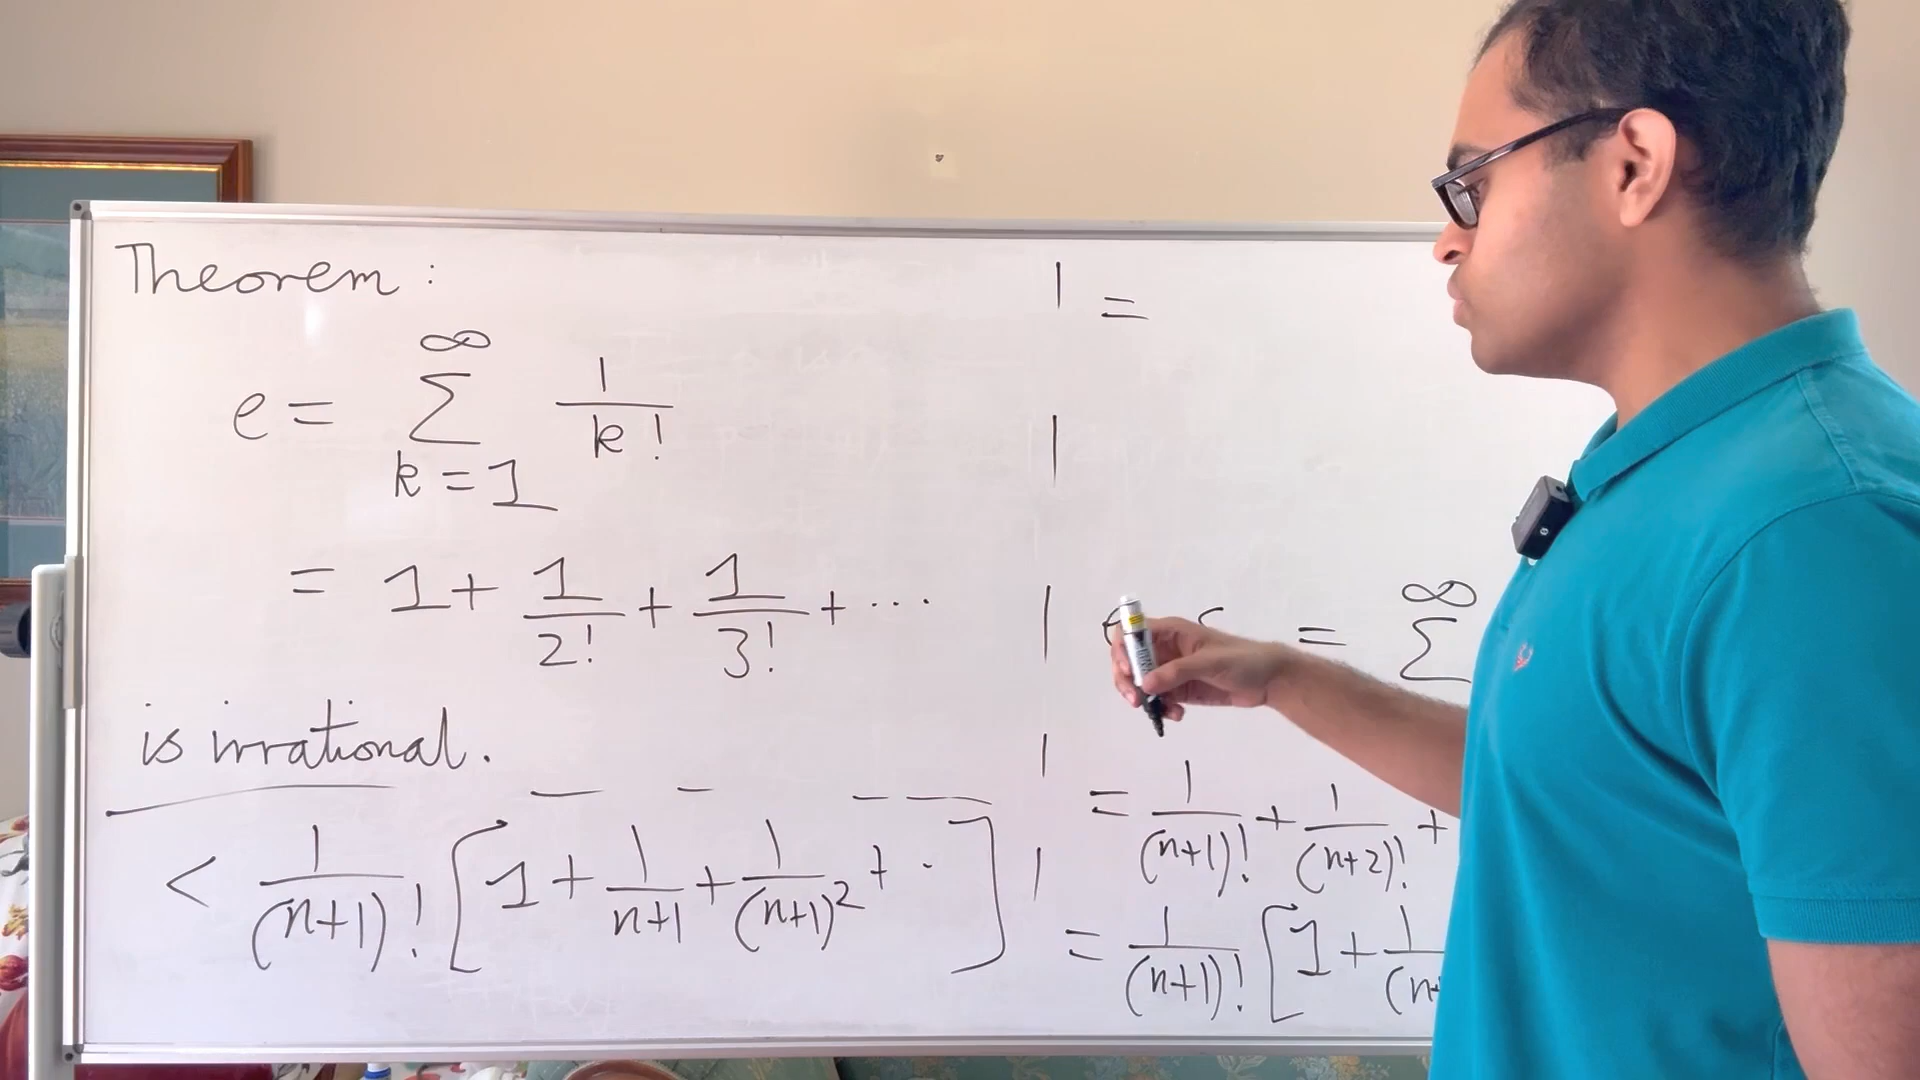 Theorem:
e = ∑_{k=1}^{∞} 1/k!
= 1 + 1/2! + 1/3! + ...
is irrational.
< 1/(n+1)! [1 + 1/(n+1) + 1/(n+1)² + ·]
=
= ∑^{∞}
= 1/(n+1)! + 1/(n+2)! +
= 1/(n+1)! [1 + 1/(n+